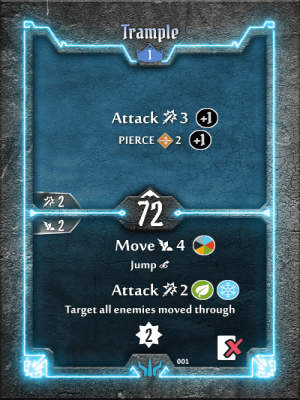 Trample
1
Attack 3 +1
PIERCE 2 +1
2
72
2
Move 4
Jump
Attack 2
Target all enemies moved through
2
001